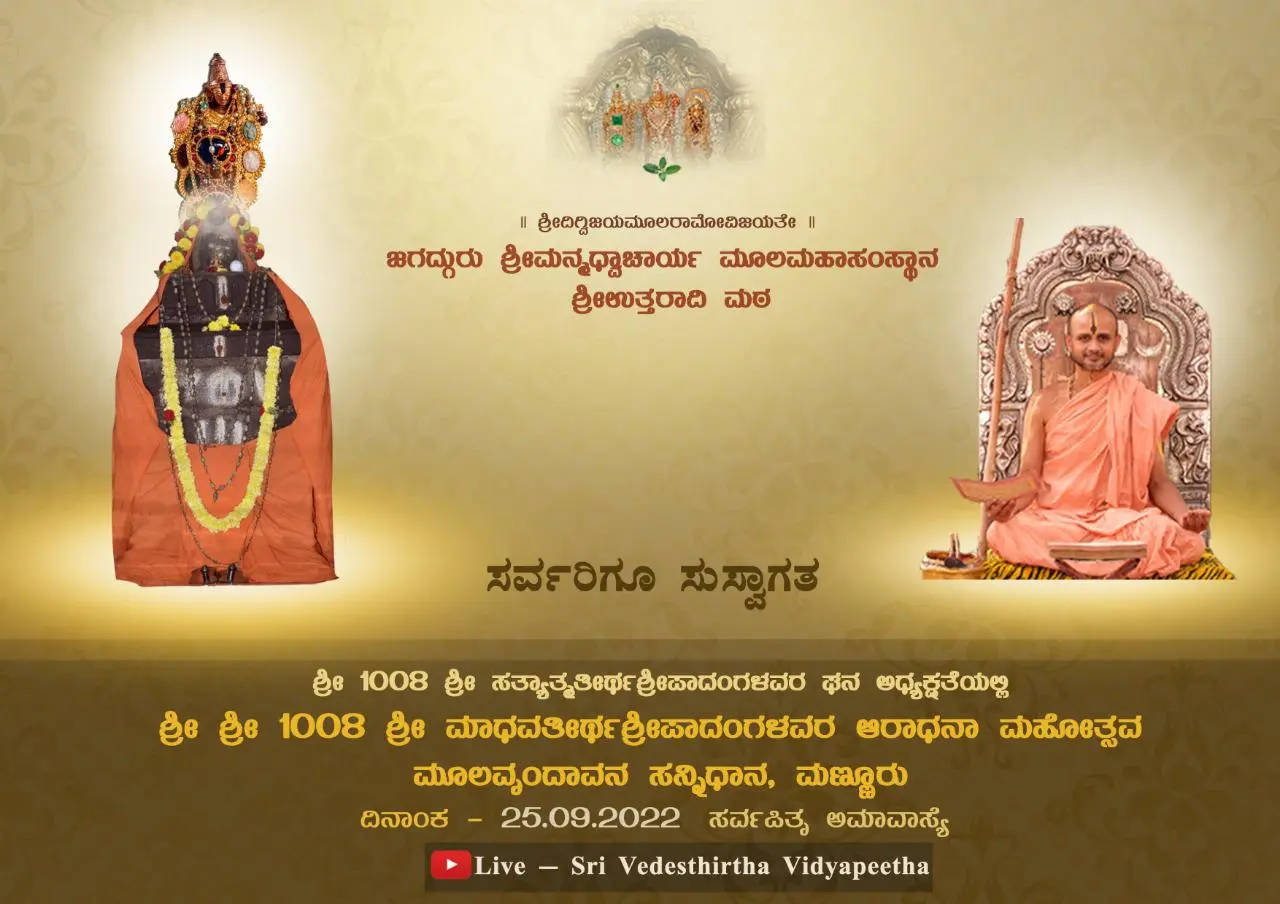 ॥ ಶ್ರೀದಿಗ್ವಿಜಯಮೂಲರಾಮೋವಿಜಯತೇ ॥
ಜಗದ್ಗುರು ಶ್ರೀಮನ್ಮಧ್ವಾಚಾರ್ಯ ಮೂಲಮಹಾಸಂಸ್ಥಾನ
ಶ್ರೀಉತ್ತರಾದಿ ಮಠ
ಸರ್ವರಿಗೂ ಸುಸ್ವಾಗತ
ಶ್ರೀ 1008 ಶ್ರೀ ಸತ್ಯಾತ್ಮತೀರ್ಥಶ್ರೀಪಾದಂಗಳವರ ಘನ ಅಧ್ಯಕ್ಷತೆಯಲ್ಲಿ
ಶ್ರೀ ಶ್ರೀ 1008 ಶ್ರೀ ಮಾಧವತೀರ್ಥಶ್ರೀಪಾದಂಗಳವರ ಆರಾಧನಾ ಮಹೋತ್ಸವ
ಮೂಲವೃಂದಾವನ ಸನ್ನಿಧಾನ, ಮಣ್ಣೂರು
ದಿನಾಂಕ - 25.09.2022 ಸರ್ವಪಿತೃ ಅಮಾವಾಸ್ಯೆ
Live – Sri Vedesthirtha Vidyapeetha